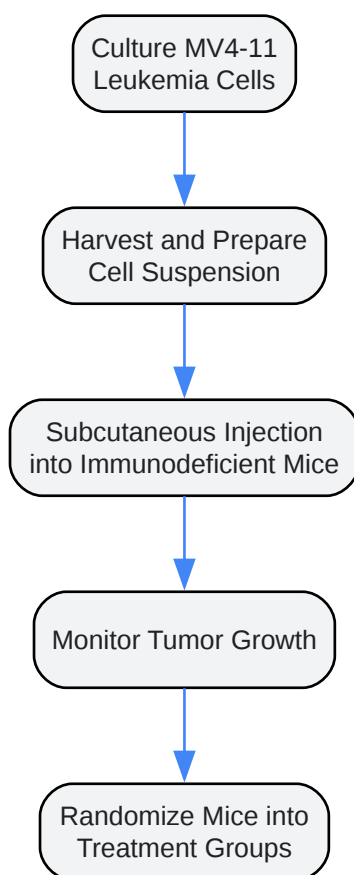 Culture MV4-11
Leukemia Cells
Harvest and Prepare
Cell Suspension
Subcutaneous Injection
into Immunodeficient Mice
Monitor Tumor Growth
Randomize Mice into
Treatment Groups